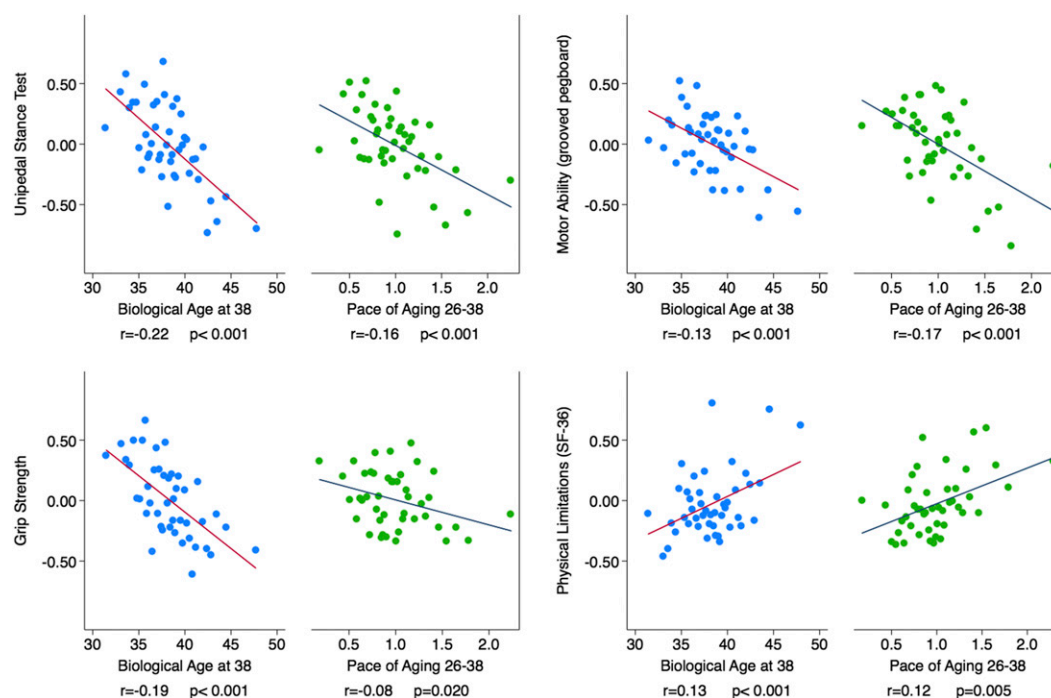 Unipedal Stance Test
0.50
0.00
-0.50
30 35 40 45 50
Biological Age at 38
r=-0.22 p< 0.001
0.5 1.0 1.5 2.0
Pace of Aging 26-38
r=-0.16 p< 0.001
Motor Ability (grooved pegboard)
0.50
0.00
-0.50
30 35 40 45 50
Biological Age at 38
r=-0.13 p< 0.001
0.5 1.0 1.5 2.0
Pace of Aging 26-38
r=-0.17 p< 0.001
Grip Strength
0.50
0.00
-0.50
30 35 40 45 50
Biological Age at 38
r=-0.19 p< 0.001
0.5 1.0 1.5 2.0
Pace of Aging 26-38
r=-0.08 p=0.020
Physical Limitations (SF-36)
0.50
0.00
-0.50
30 35 40 45 50
Biological Age at 38
r=0.13 p< 0.001
0.5 1.0 1.5 2.0
Pace of Aging 26-38
r=0.12 p=0.005